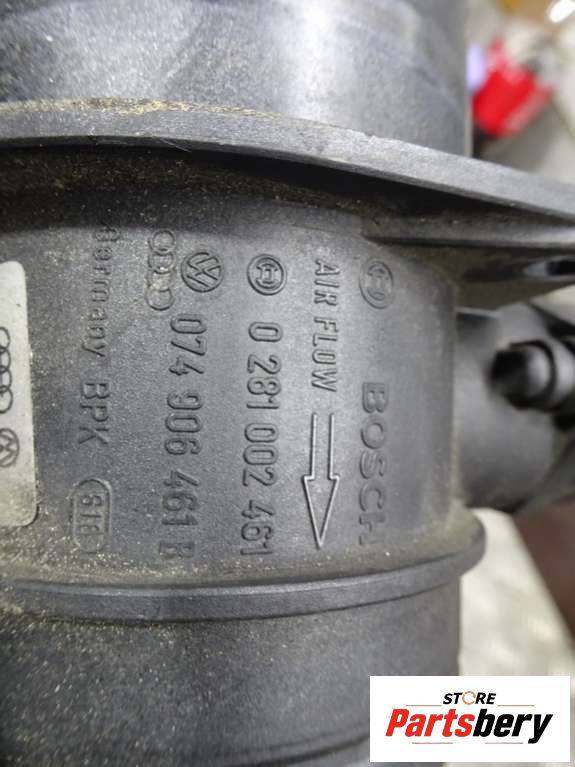 BOSCH
AIR FLOW
0 281 002 461
074 906 461 B
Germany BPK
STORE
Partsbery